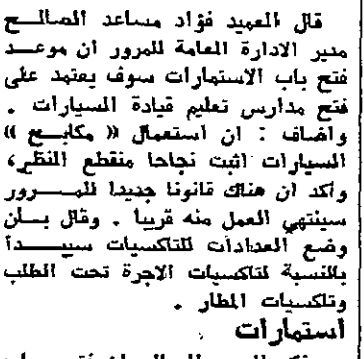 قال العميد فؤاد مساعد الصالح
مدير الادارة العامة للمرور ان موعد
فتح باب الاستمارات سوف يعتمد على
فتح مدارس تعليم قيادة السيارات .
واضاف : ان استعمال « مكابح »
السيارات اثبت نجاحا منقطع النظير،
وأكد ان هناك قانونا جديدا للمرور
سينتهي العمل منه قريبا . وقال بان
وضع العدادات للتاكسيات سيبدأ
بالنسبة لتاكسيات الاجرة تحت الطلب
وتاكسيات المطار .
استمارات